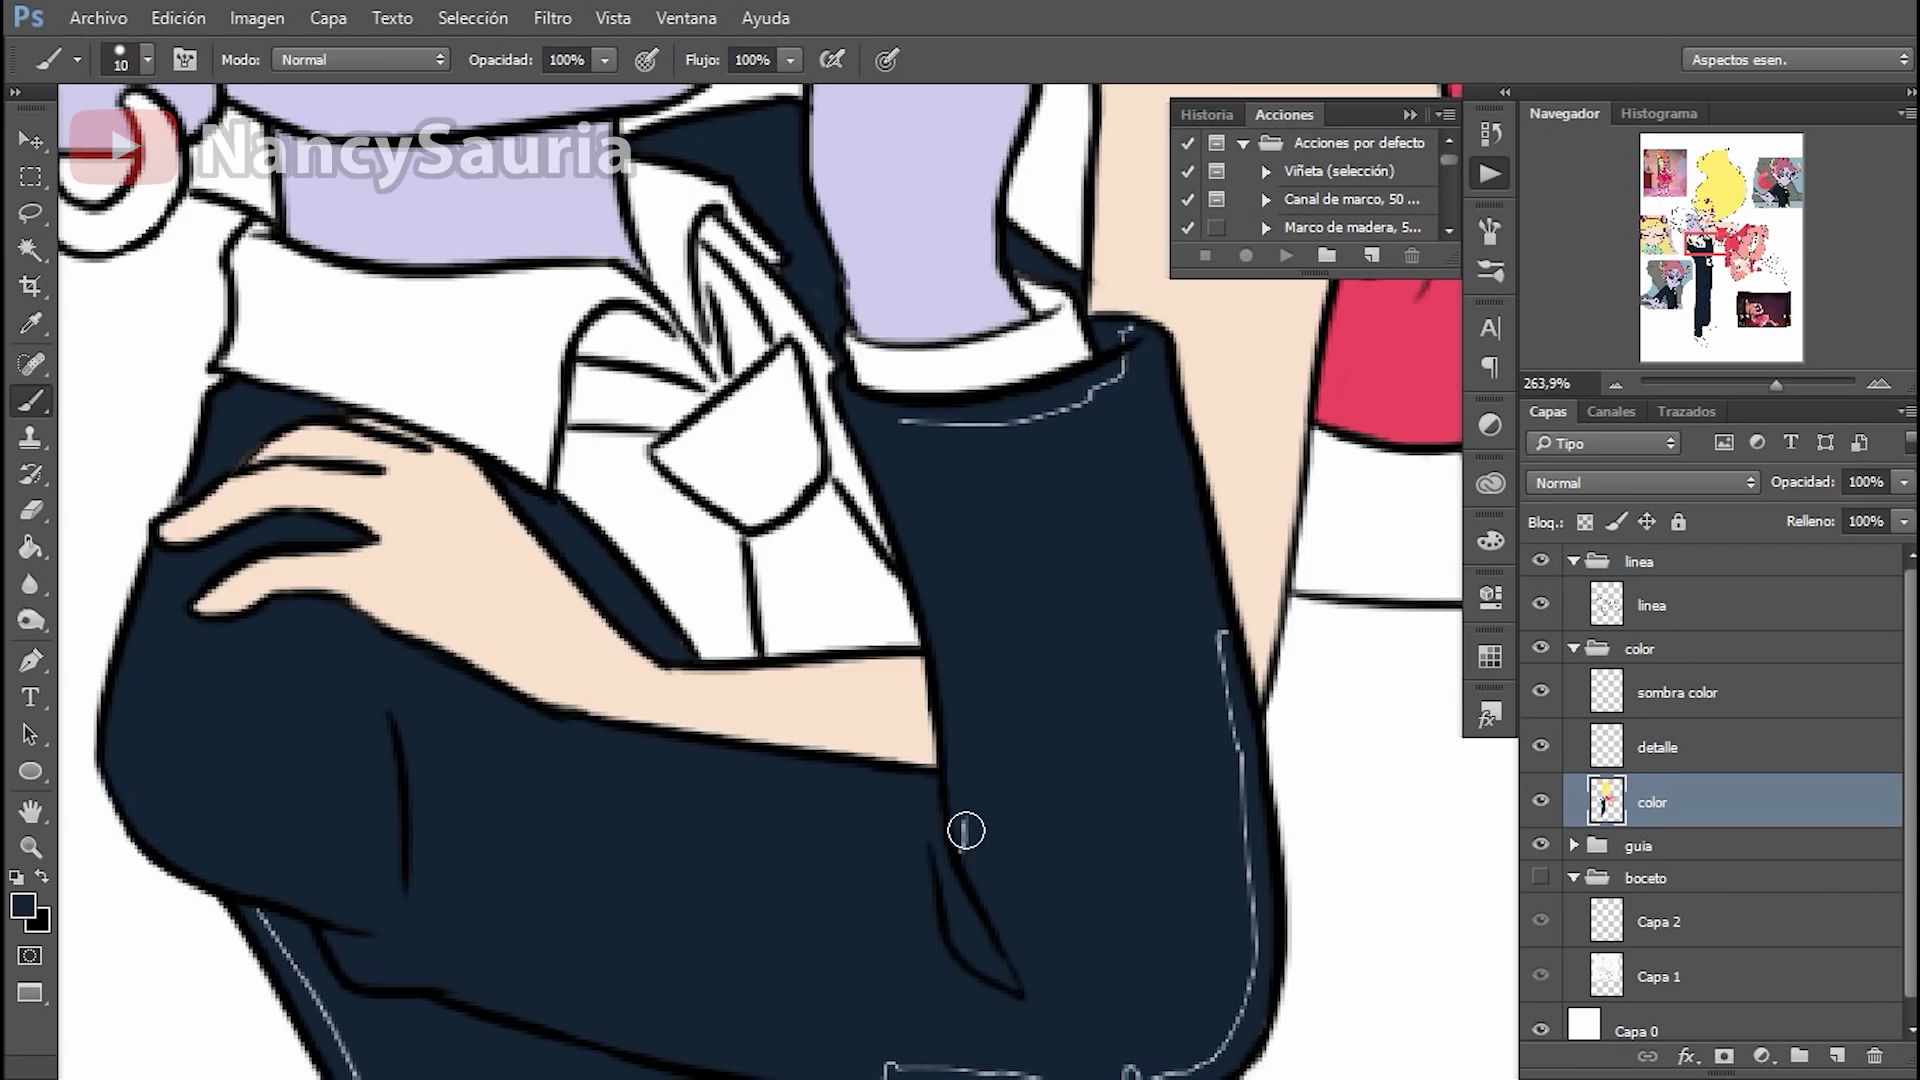 Ps Archivo Edición Imagen Capa Texto Selección Filtro Vista Ventana Ayuda
10 Modo: Normal Opacidad: 100% Flujo: 100% Aspectos esen.
NancySauria
Historia Acciones
Acciones por defecto
Viñeta (selección)
Canal de marco, 50 ...
Marco de madera, 5...
Navegador Histograma
263,9%
Capas Canales Trazados
Tipo
Normal Opacidad: 100%
Bloq.: Relleno: 100%
linea
linea
color
sombra color
detalle
color
guia
boceto
Capa 2
Capa 1
Capa 0
fx